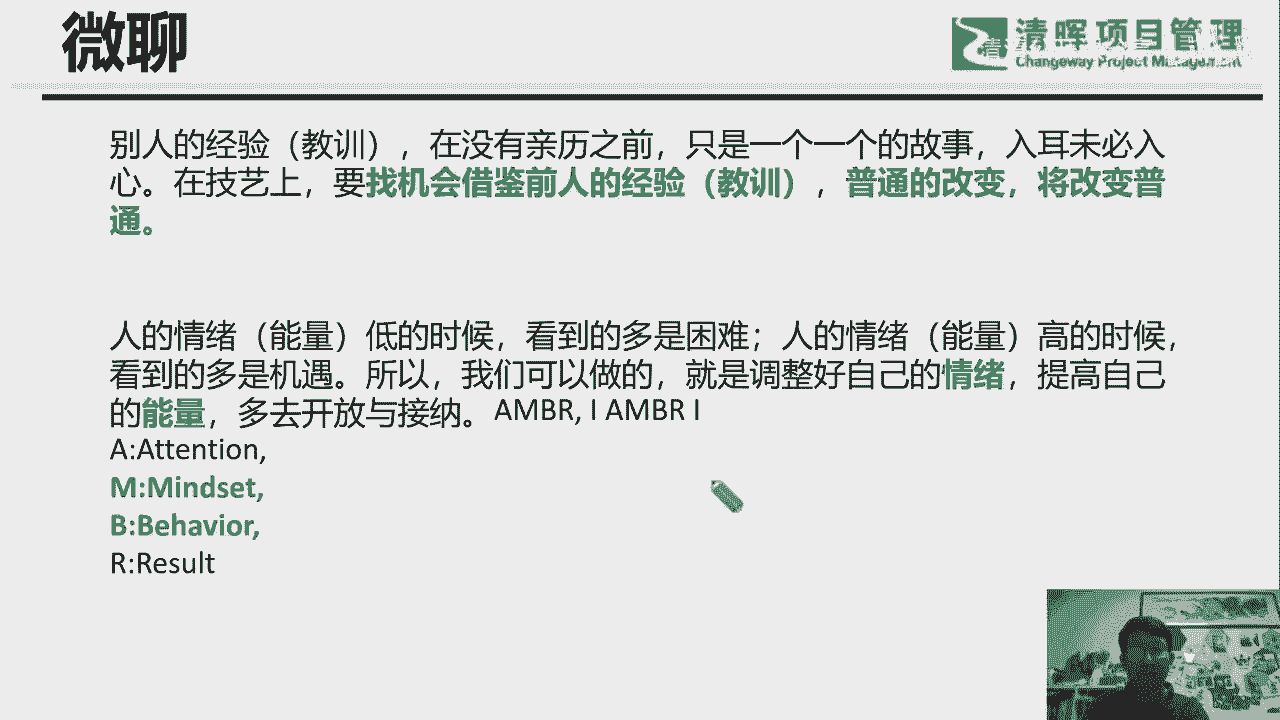 微聊
清晖项目管理
Changeway Project Management
别人的经验（教训），在没有亲历之前，只是一个一个的故事，入耳未必入
心。在技艺上，要找机会借鉴前人的经验（教训），普通的改变，将改变普
通。
人的情绪（能量）低的时候，看到的多是困难；人的情绪（能量）高的时候，
看到的多是机遇。所以，我们可以做的，就是调整好自己的情绪，提高自己
的能量，多去开放与接纳。AMBR, I AMBR I
A:Attention,
M:Mindset,
B:Behavior,
R:Result